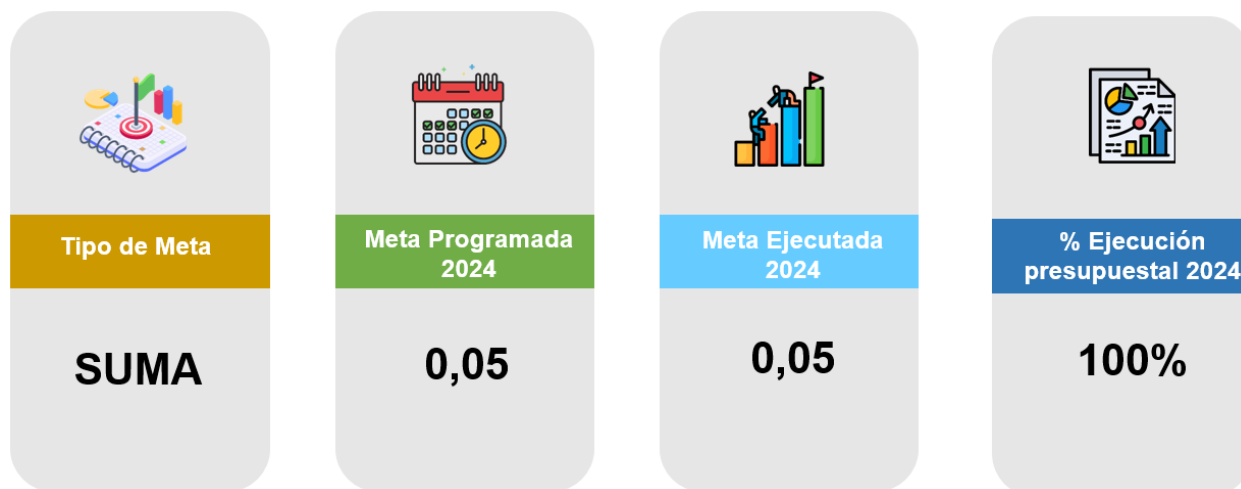 Tipo de Meta
SUMA
Meta Programada
2024
0,05
Meta Ejecutada
2024
0,05
% Ejecución
presupuestal 2024
100%